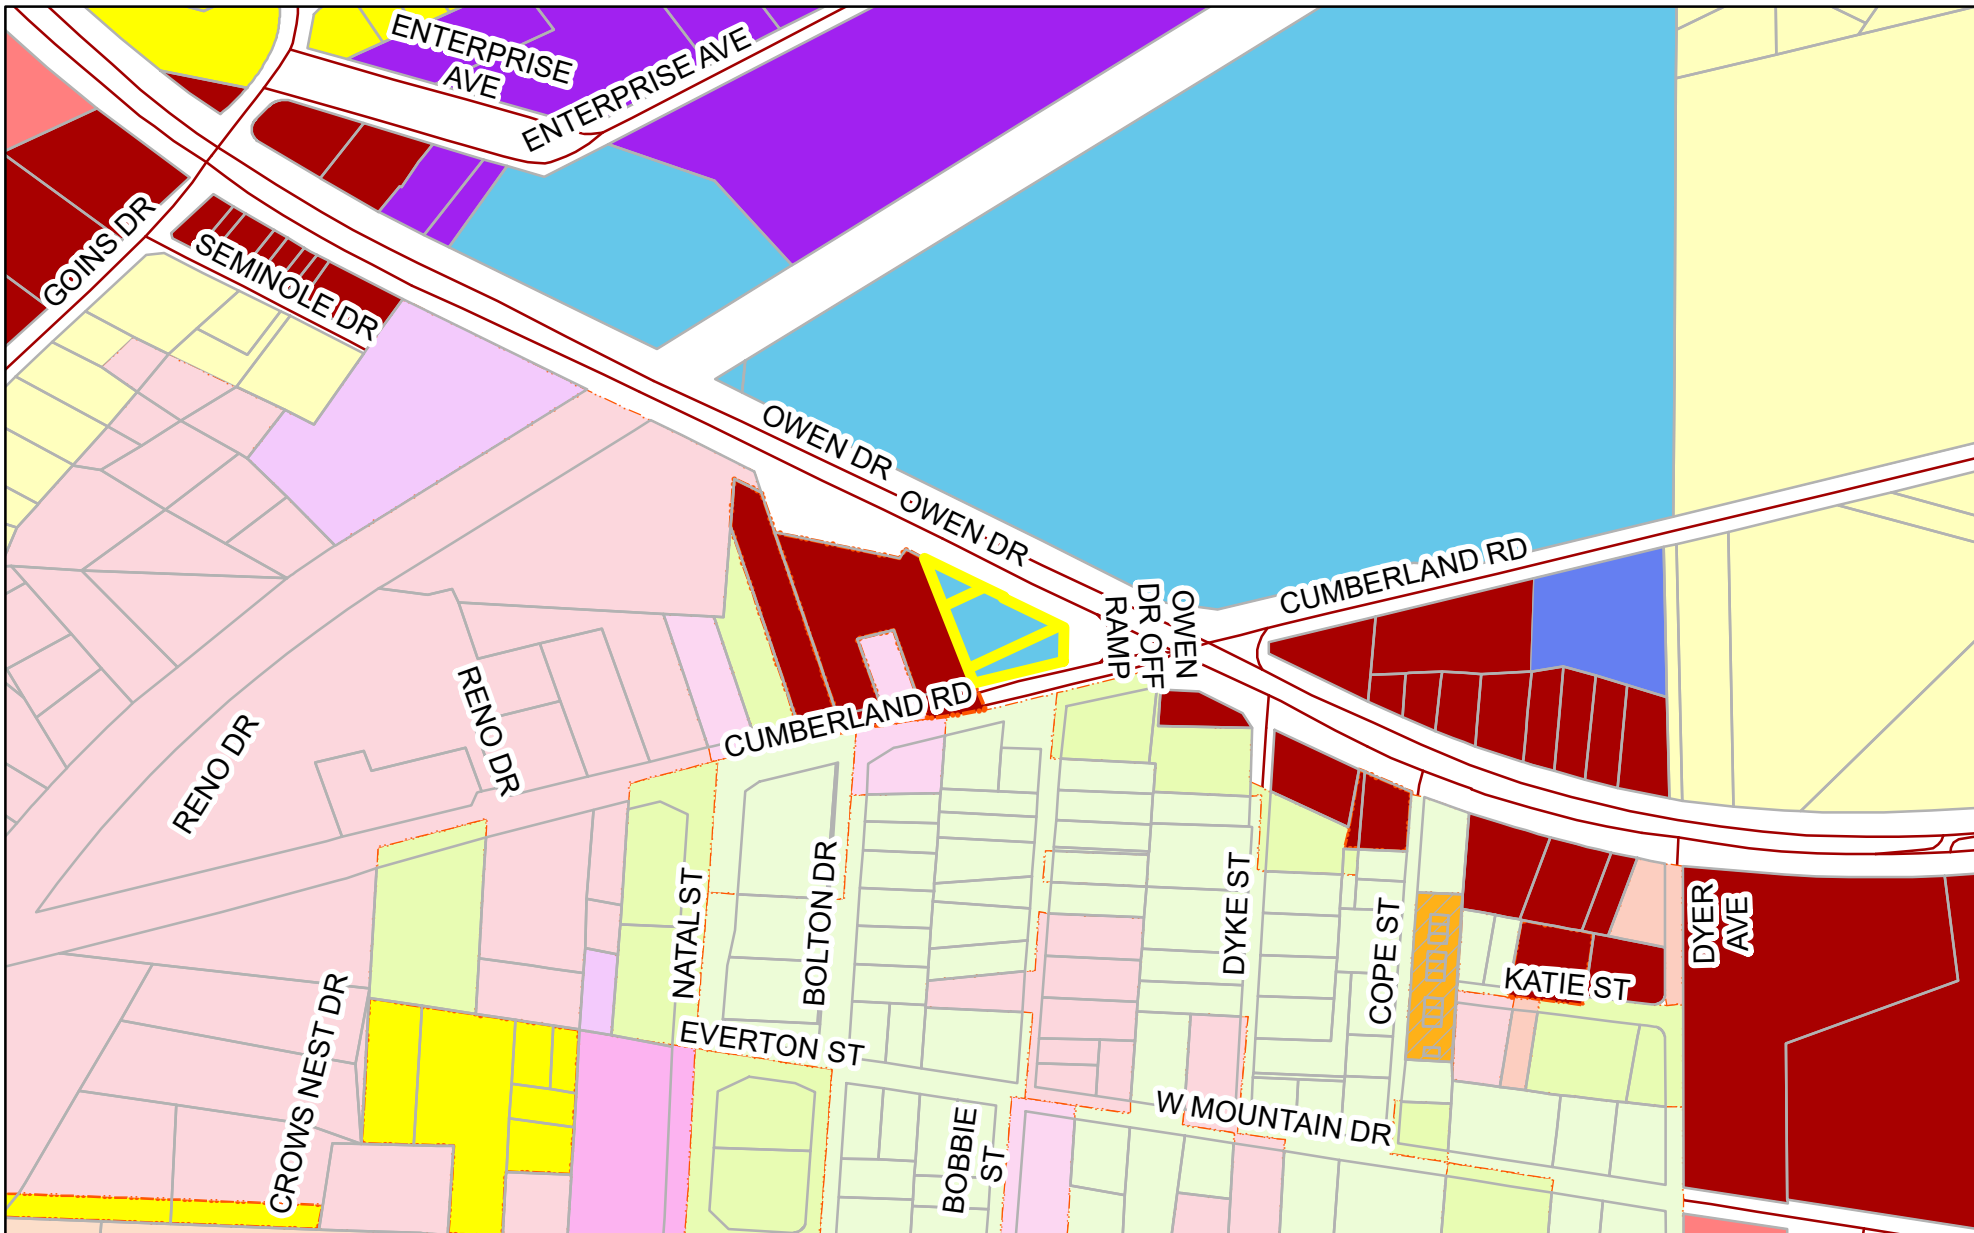 ENTERPRISE
AVE
ENTERPRISE AVE
GOINS DR
SEMINOLE DR
OWEN DR
OWEN DR
CUMBERLAND RD
OWEN
DR OFF
RAMP
RENO DR
RENO DR
CUMBERLAND RD
NATAL ST
BOLTON DR
DYKE ST
COPE ST
DYER
AVE
KATIE ST
CROWS NEST DR
EVERTON ST
W MOUNTAIN DR
BOBBIE
ST